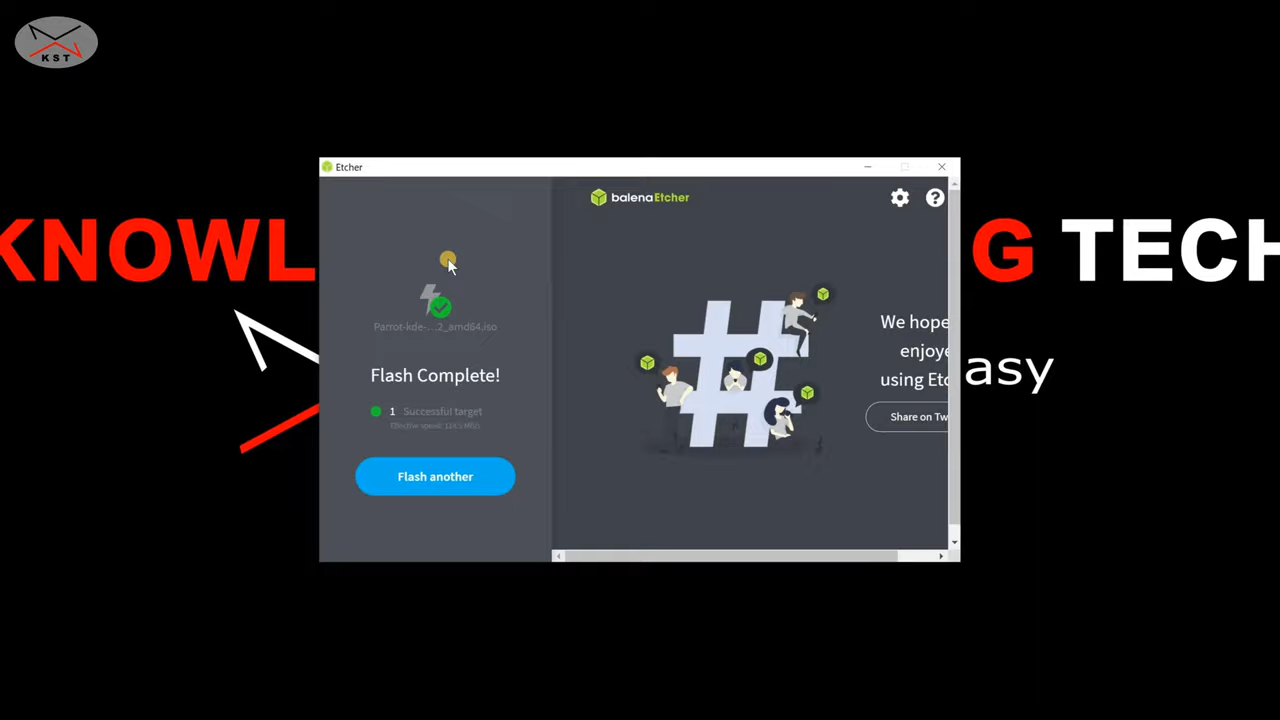 KST
Etcher
balenaEtcher
KNOWL
G TECH
Parrot-kde-...2_amd64.iso
We hope
enjoye
using Etc
Flash Complete!
asy
1 Successful target
Share on Tw
Flash another